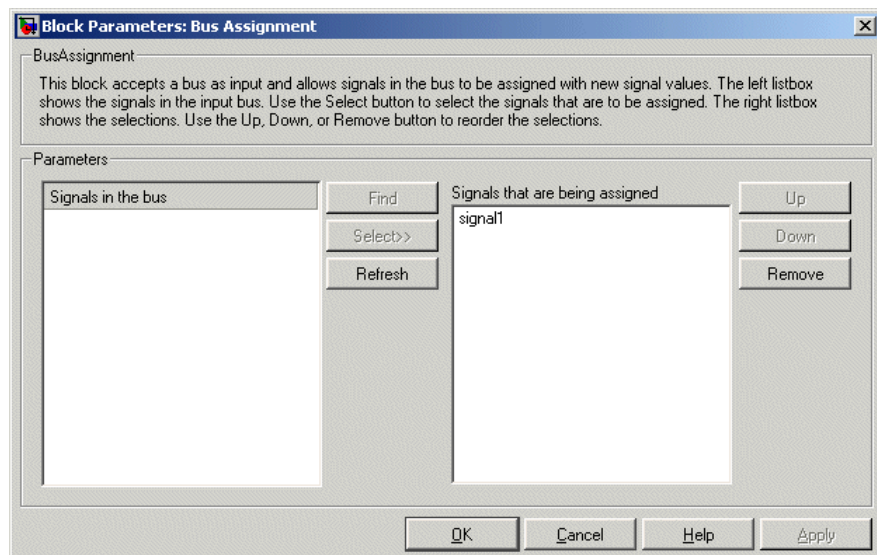 Block Parameters: Bus Assignment
BusAssignment
This block accepts a bus as input and allows signals in the bus to be assigned with new signal values. The left listbox
shows the signals in the input bus. Use the Select button to select the signals that are to be assigned. The right listbox
shows the selections. Use the Up, Down, or Remove button to reorder the selections.
Parameters
Signals in the bus
Find
Select>>
Refresh
Signals that are being assigned
signal1
Up
Down
Remove
OK
Cancel
Help
Apply